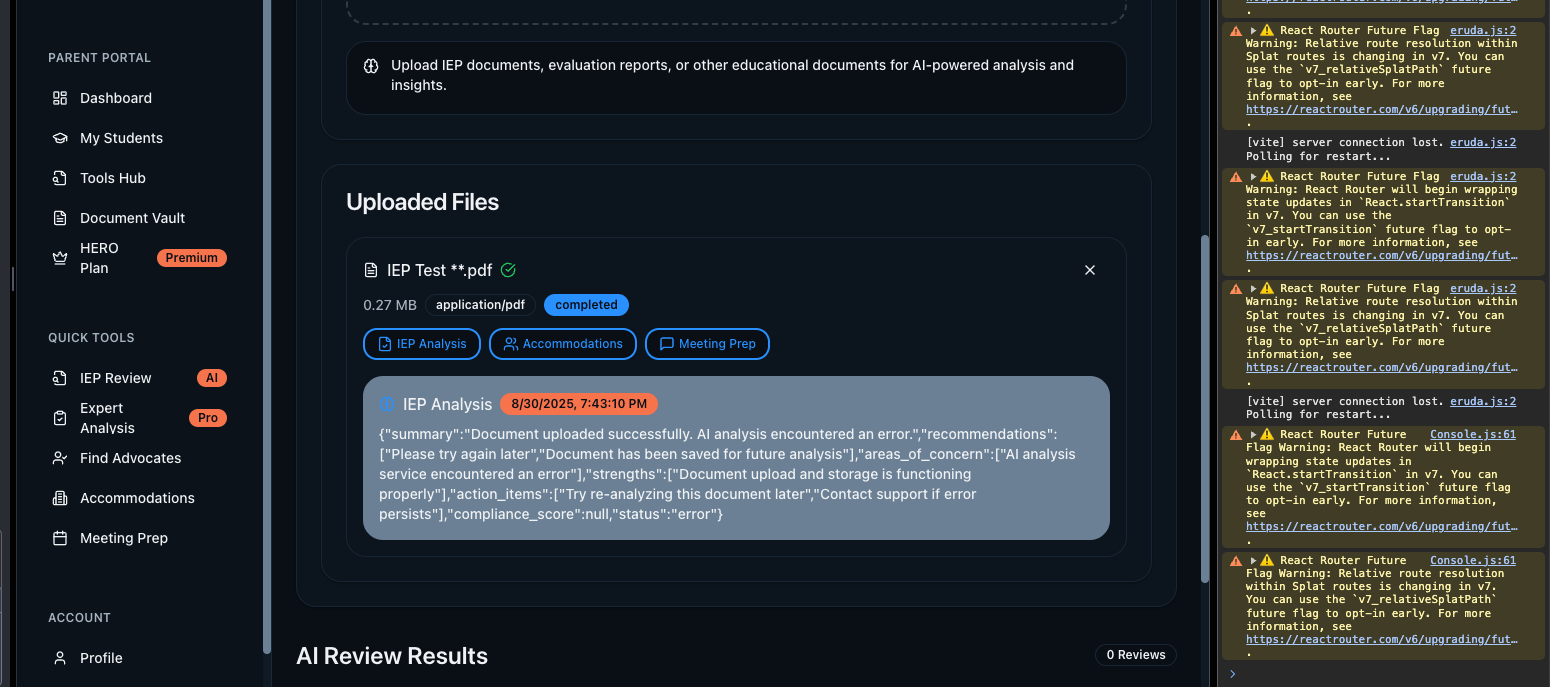 PARENT PORTAL
Dashboard
My Students
Tools Hub
Document Vault
HERO
Plan
Premium
QUICK TOOLS
IEP Review
AI
Expert
Analysis
Pro
Find Advocates
Accommodations
Meeting Prep
ACCOUNT
Profile
Upload IEP documents, evaluation reports, or other educational documents for AI-powered analysis and
insights.
Uploaded Files
IEP Test **.pdf
0.27 MB application/pdf completed
IEP Analysis Accommodations Meeting Prep
IEP Analysis 8/30/2025, 7:43:10 PM
{"summary":"Document uploaded successfully. AI analysis encountered an error.","recommendations":
["Please try again later","Document has been saved for future analysis"],"areas_of_concern":["AI analysis
service encountered an error"],"strengths":["Document upload and storage is functioning
properly"],"action_items":["Try re-analyzing this document later","Contact support if error
persists"],"compliance_score":null,"status":"error"}
AI Review Results
0 Reviews
.
React Router Future Flag eruda.js:2
Warning: Relative route resolution within
Splat routes is changing in v7. You can
use the `v7_relativeSplatPath` future
flag to opt-in early. For more
information, see
https://reactrouter.com/v6/upgrading/fut…
.
[vite] server connection lost. eruda.js:2
Polling for restart...
React Router Future Flag eruda.js:2
Warning: React Router will begin wrapping
state updates in `React.startTransition`
in v7. You can use the
`v7_startTransition` future flag to opt-
in early. For more information, see
https://reactrouter.com/v6/upgrading/fut…
.
React Router Future Flag eruda.js:2
Warning: Relative route resolution within
Splat routes is changing in v7. You can
use the `v7_relativeSplatPath` future
flag to opt-in early. For more
information, see
https://reactrouter.com/v6/upgrading/fut…
.
[vite] server connection lost. eruda.js:2
Polling for restart...
React Router Future Console.js:61
Flag Warning: React Router will begin
wrapping state updates in
`React.startTransition` in v7. You can
use the `v7_startTransition` future flag
to opt-in early. For more information,
see
https://reactrouter.com/v6/upgrading/fut…
.
React Router Future Console.js:61
Flag Warning: Relative route resolution
within Splat routes is changing in v7.
You can use the `v7_relativeSplatPath`
future flag to opt-in early. For more
information, see
https://reactrouter.com/v6/upgrading/fut…
.